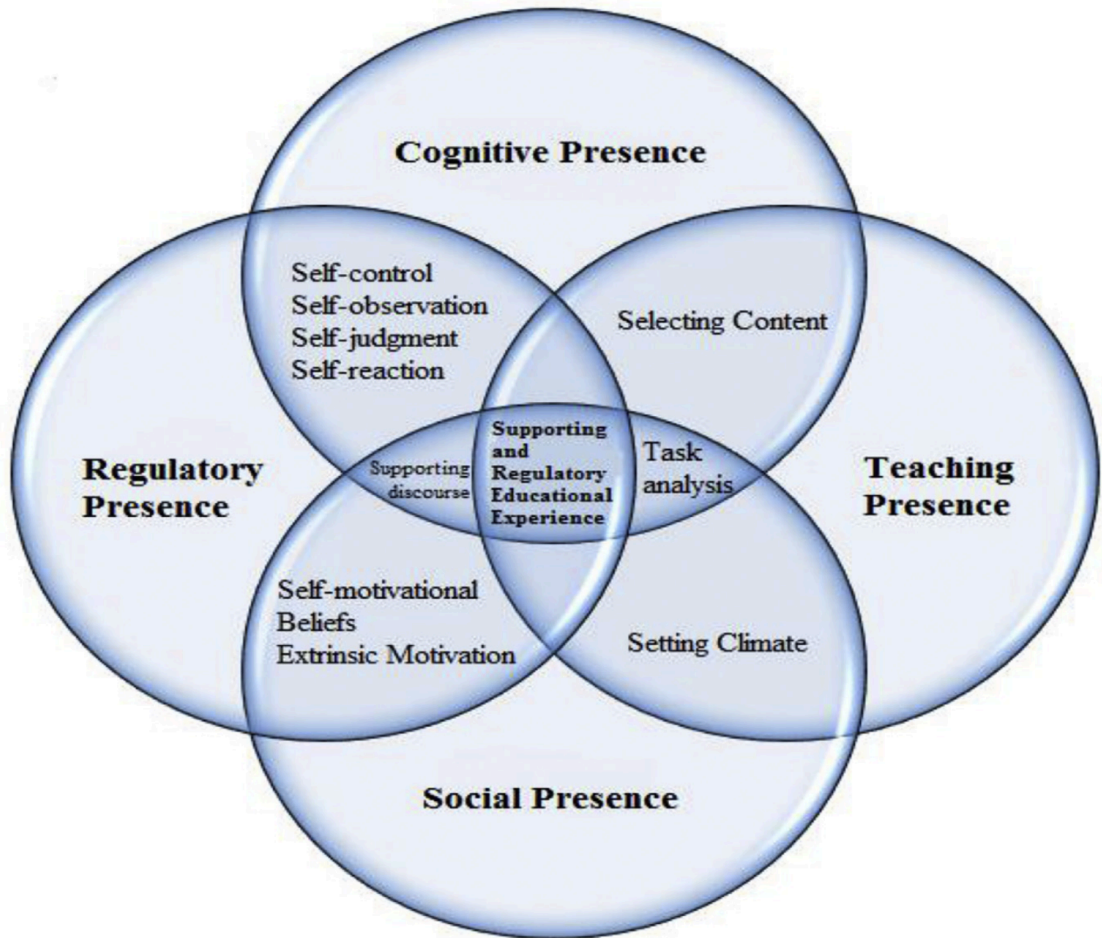 Cognitive Presence
Self-control
Self-observation
Self-judgment
Self-reaction
Selecting Content
Regulatory
Presence
Supporting
discourse
Supporting
and
Regulatory
Educational
Experience
Task
analysis
Teaching
Presence
Self-motivational
Beliefs
Extrinsic Motivation
Setting Climate
Social Presence